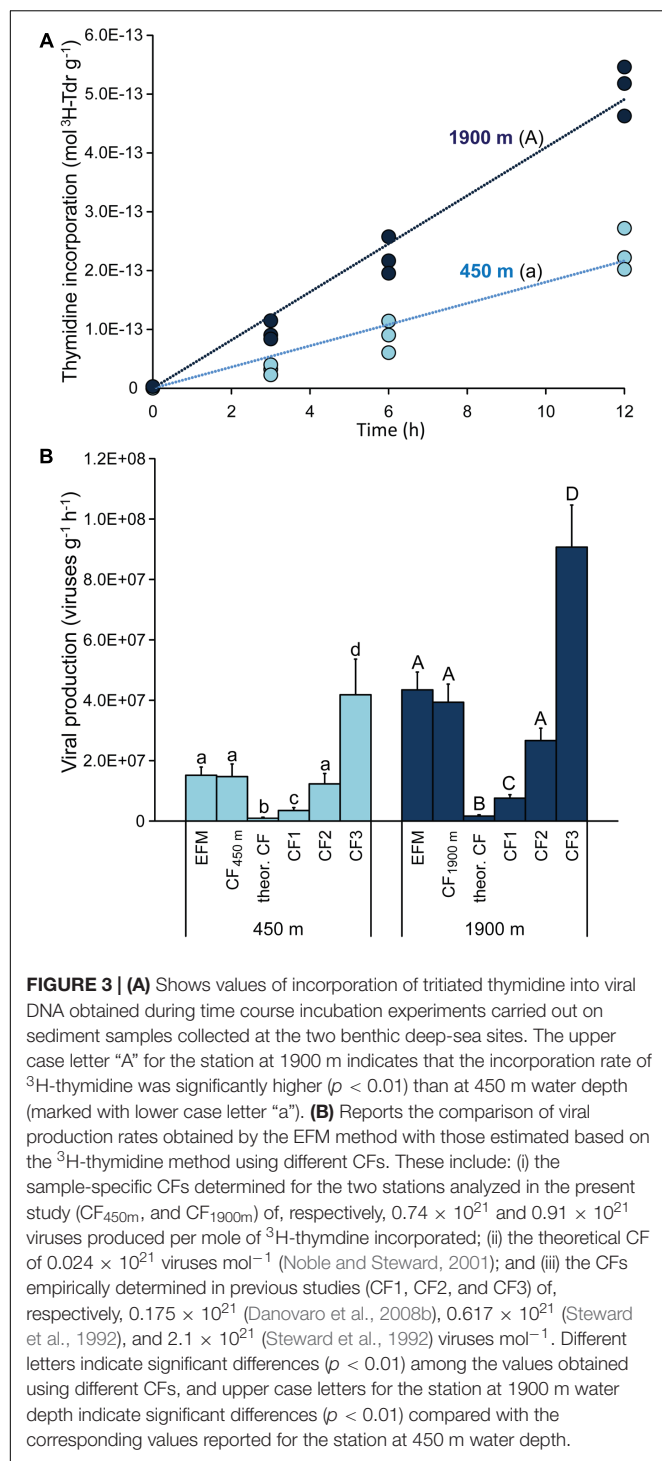 A
Thymidine incorporation (mol ³H-Tdr g⁻¹)
6.0E-13
5.0E-13
4.0E-13
3.0E-13
2.0E-13
1.0E-13
0
1900 m (A)
450 m (a)
0 2 4 6 8 10 12
Time (h)
B
Viral production (viruses g⁻¹ h⁻¹)
1.2E+08
1.0E+08
8.0E+07
6.0E+07
4.0E+07
2.0E+07
0
a a b c a d A A B C A D
EFM
CF450 m
theor. CF
CF1
CF2
CF3
EFM
CF1900 m
theor. CF
CF1
CF2
CF3
450 m 1900 m
FIGURE 3 | (A) Shows values of incorporation of tritiated thymidine into viral
DNA obtained during time course incubation experiments carried out on
sediment samples collected at the two benthic deep-sea sites. The upper
case letter “A” for the station at 1900 m indicates that the incorporation rate of
³H-thymidine was significantly higher (p < 0.01) than at 450 m water depth
(marked with lower case letter “a”). (B) Reports the comparison of viral
production rates obtained by the EFM method with those estimated based on
the ³H-thymidine method using different CFs. These include: (i) the
sample-specific CFs determined for the two stations analyzed in the present
study (CF450m, and CF1900m) of, respectively, 0.74 × 10²¹ and 0.91 × 10²¹
viruses produced per mole of ³H-thymdine incorporated; (ii) the theoretical CF
of 0.024 × 10²¹ viruses mol⁻¹ (Noble and Steward, 2001); and (iii) the CFs
empirically determined in previous studies (CF1, CF2, and CF3) of,
respectively, 0.175 × 10²¹ (Danovaro et al., 2008b), 0.617 × 10²¹ (Steward
et al., 1992), and 2.1 × 10²¹ (Steward et al., 1992) viruses mol⁻¹. Different
letters indicate significant differences (p < 0.01) among the values obtained
using different CFs, and upper case letters for the station at 1900 m water
depth indicate significant differences (p < 0.01) compared with the
corresponding values reported for the station at 450 m water depth.